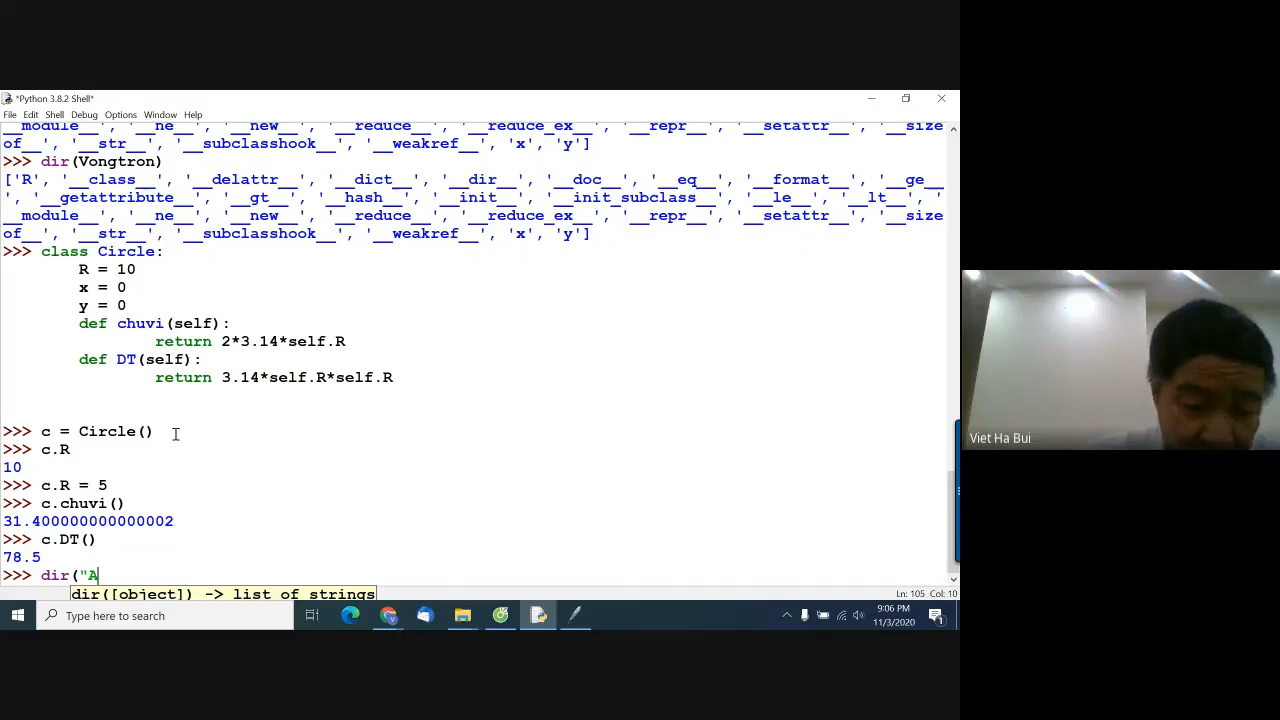 *Python 3.8.2 Shell*
File Edit Shell Debug Options Window Help
__module__', '__ne__', '__new__', '__reduce__', '__reduce_ex__', '__repr__', '__setattr__', '__size
of__', '__str__', '__subclasshook__', '__weakref__', 'x', 'y']
>>> dir(Vongtron)
['R', '__class__', '__delattr__', '__dict__', '__dir__', '__doc__', '__eq__', '__format__', '__ge__
', '__getattribute__', '__gt__', '__hash__', '__init__', '__init_subclass__', '__le__', '__lt__', '
__module__', '__ne__', '__new__', '__reduce__', '__reduce_ex__', '__repr__', '__setattr__', '__size
of__', '__str__', '__subclasshook__', '__weakref__', 'x', 'y']
>>> class Circle:
R = 10
x = 0
y = 0
def chuvi(self):
return 2*3.14*self.R
def DT(self):
return 3.14*self.R*self.R
>>> c = Circle()
>>> c.R
10
>>> c.R = 5
>>> c.chuvi()
31.400000000000002
>>> c.DT()
78.5
>>> dir("A
dir([object]) -> list of strings
Ln: 105 Col: 10
Type here to search
9:06 PM
11/3/2020
1
Viet Ha Bui